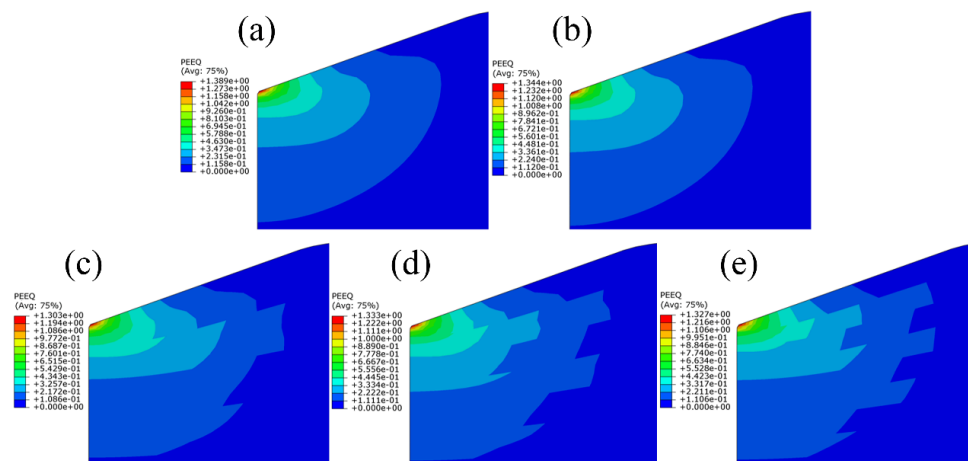 (a)
PEEQ
(Avg: 75%)
+1.389e+00
+1.273e+00
+1.158e+00
+1.042e+00
+9.260e-01
+8.103e-01
+6.945e-01
+5.788e-01
+4.630e-01
+3.473e-01
+2.315e-01
+1.158e-01
+0.000e+00
(b)
PEEQ
(Avg: 75%)
+1.344e+00
+1.232e+00
+1.120e+00
+1.008e+00
+8.962e-01
+7.841e-01
+6.721e-01
+5.601e-01
+4.481e-01
+3.361e-01
+2.240e-01
+1.120e-01
+0.000e+00
(c)
PEEQ
(Avg: 75%)
+1.303e+00
+1.194e+00
+1.086e+00
+9.772e-01
+8.687e-01
+7.601e-01
+6.515e-01
+5.429e-01
+4.343e-01
+3.257e-01
+2.172e-01
+1.086e-01
+0.000e+00
(d)
PEEQ
(Avg: 75%)
+1.333e+00
+1.222e+00
+1.111e+00
+1.000e+00
+8.890e-01
+7.778e-01
+6.667e-01
+5.556e-01
+4.445e-01
+3.334e-01
+2.222e-01
+1.111e-01
+0.000e+00
(e)
PEEQ
(Avg: 75%)
+1.327e+00
+1.216e+00
+1.106e+00
+9.951e-01
+8.846e-01
+7.740e-01
+6.634e-01
+5.528e-01
+4.423e-01
+3.317e-01
+2.211e-01
+1.106e-01
+0.000e+00